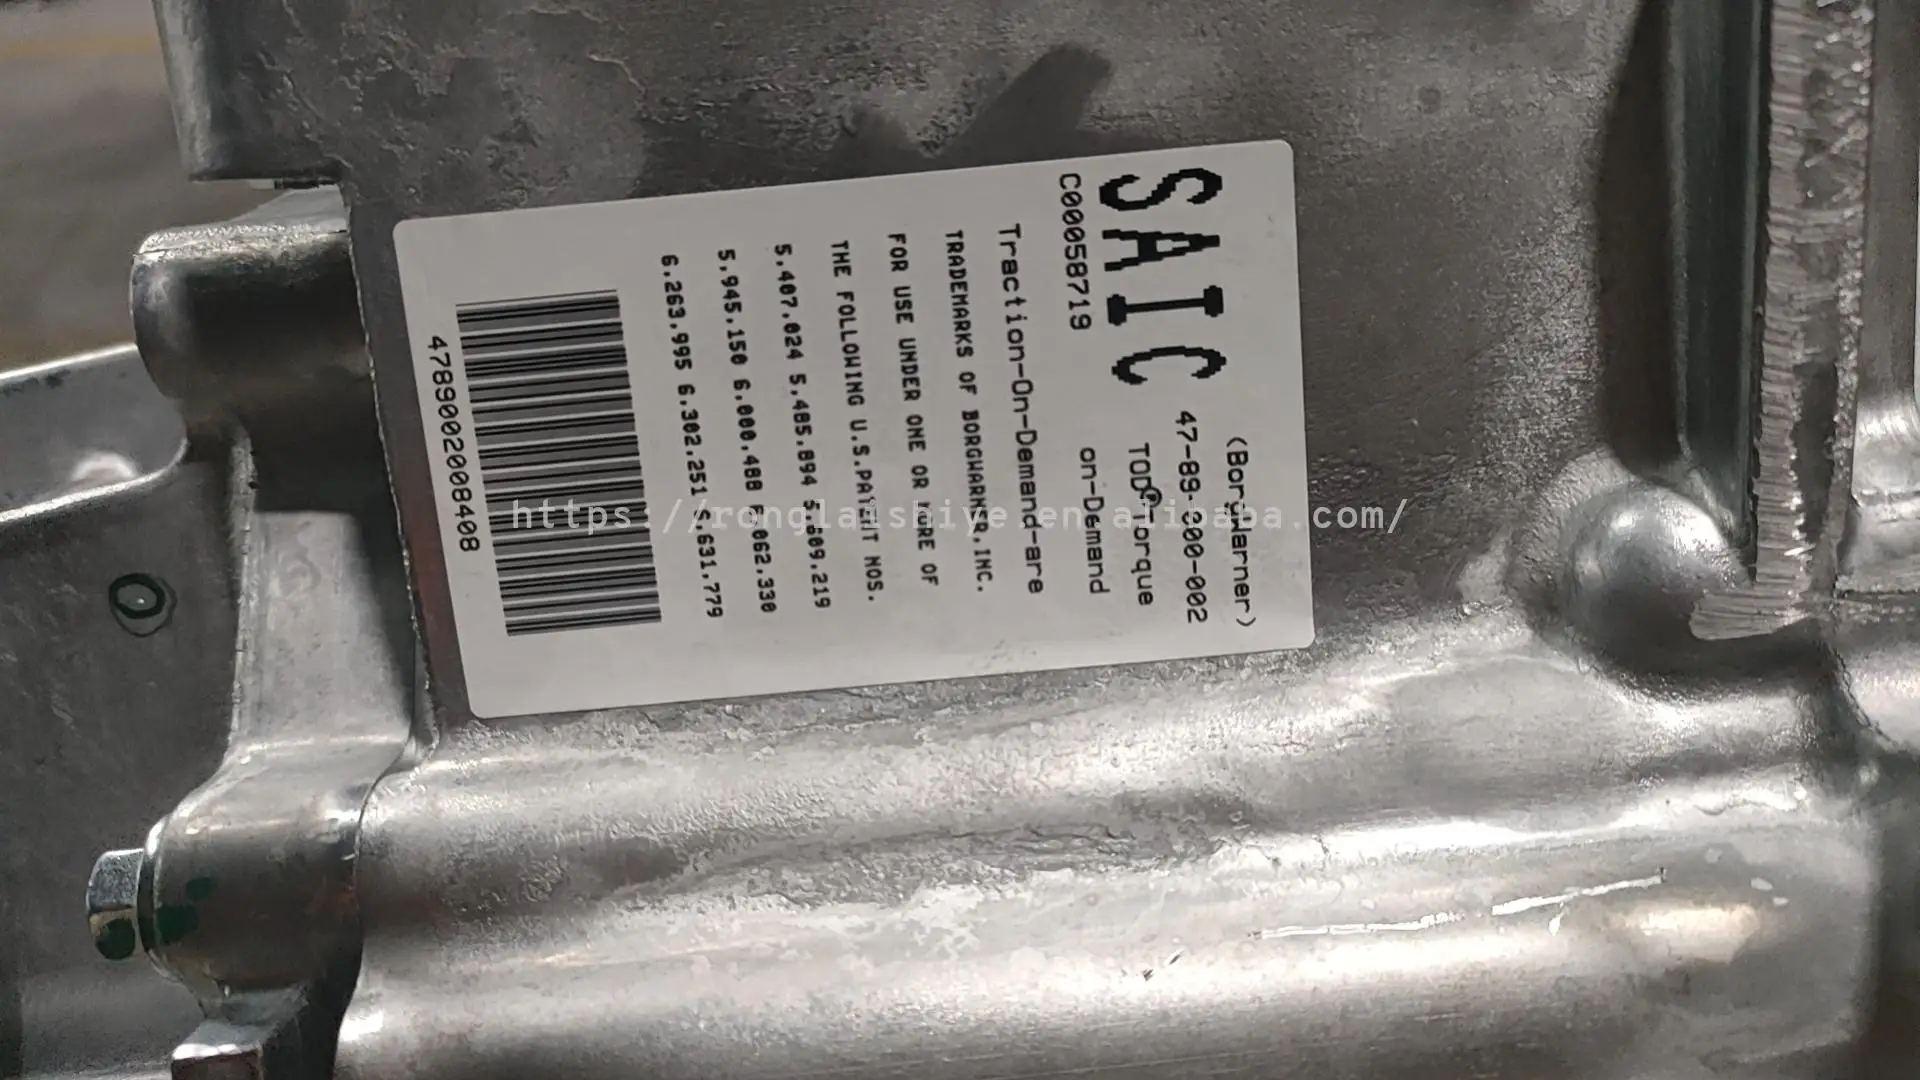 SAIC
(BorgWarner)
47-89-000-002
TOD-Torque
on-Demand
C00058719
Traction-On-Demand-are
TRADEMARKS OF BORGWARNER,INC.
FOR USE UNDER ONE OR MORE OF
THE FOLLOWING U.S.PATENT NOS.
5,407,024 5,485,894 5,609,219
5,945,150 6,000,488 6,062,330
6,263,995 6,302,251 6,631,779
47890002008408
https://ronglaishiye.en.alibaba.com/